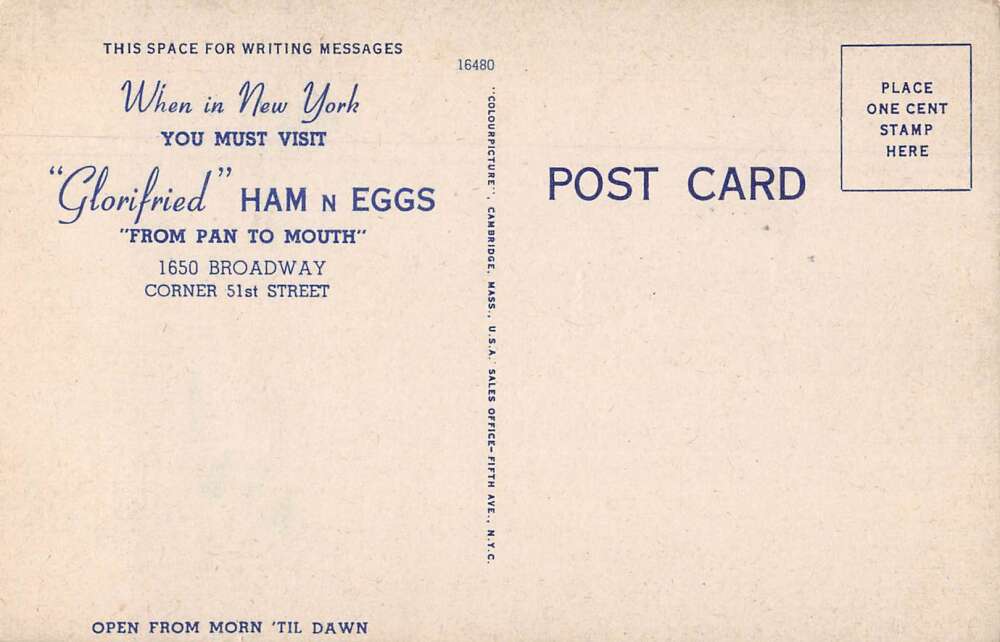 THIS SPACE FOR WRITING MESSAGES
When in New York
YOU MUST VISIT
"Glorifried" HAM N EGGS
"FROM PAN TO MOUTH"
1650 BROADWAY
CORNER 51st STREET
OPEN FROM MORN 'TIL DAWN
16480
"COLOURPICTURE", CAMBRIDGE, MASS., U.S.A. SALES OFFICE—FIFTH AVE., N.Y.C.
POST CARD
PLACE
ONE CENT
STAMP
HERE